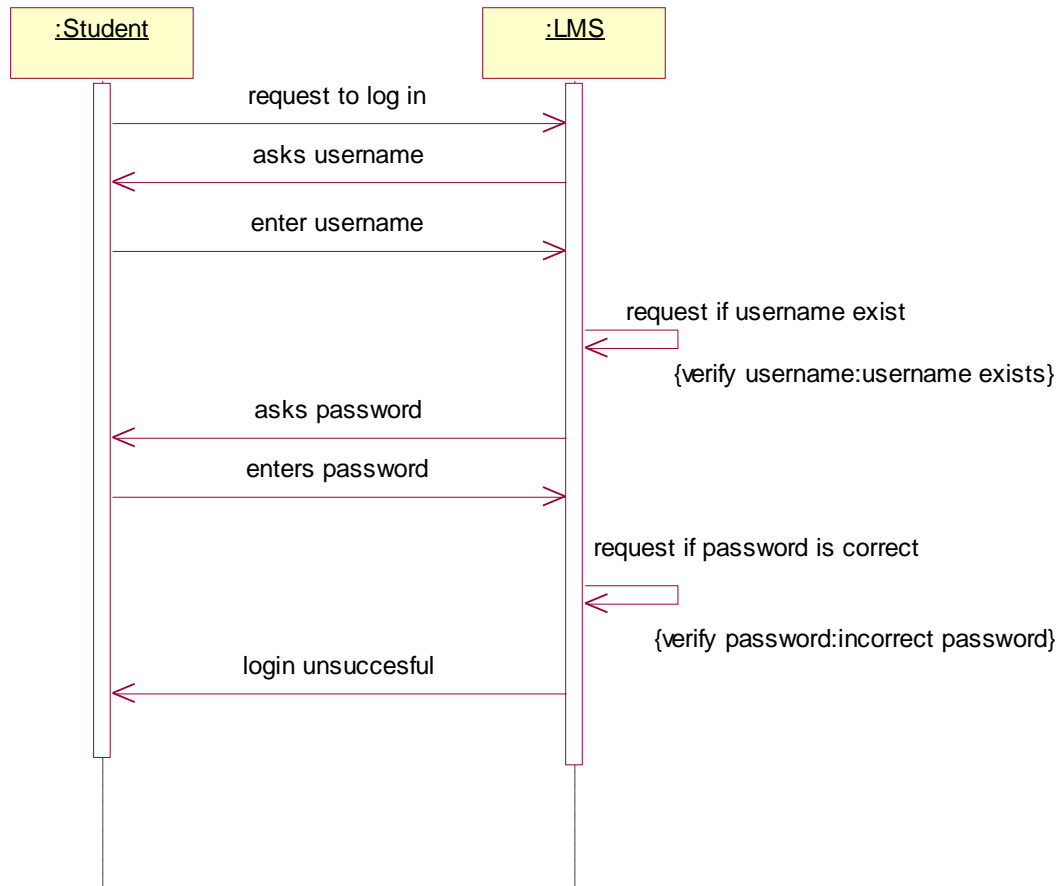 :Student
:LMS
request to log in
asks username
enter username
request if username exist
{verify username:username exists}
asks password
enters password
request if password is correct
{verify password:incorrect password}
login unsuccesful